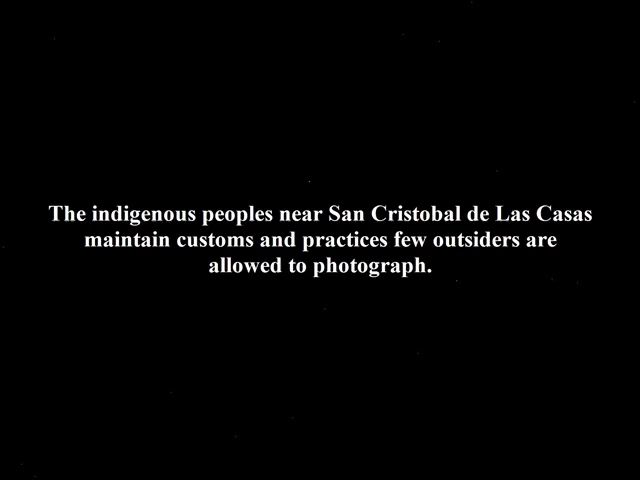 The indigenous peoples near San Cristobal de Las Casas
maintain customs and practices few outsiders are
allowed to photograph.